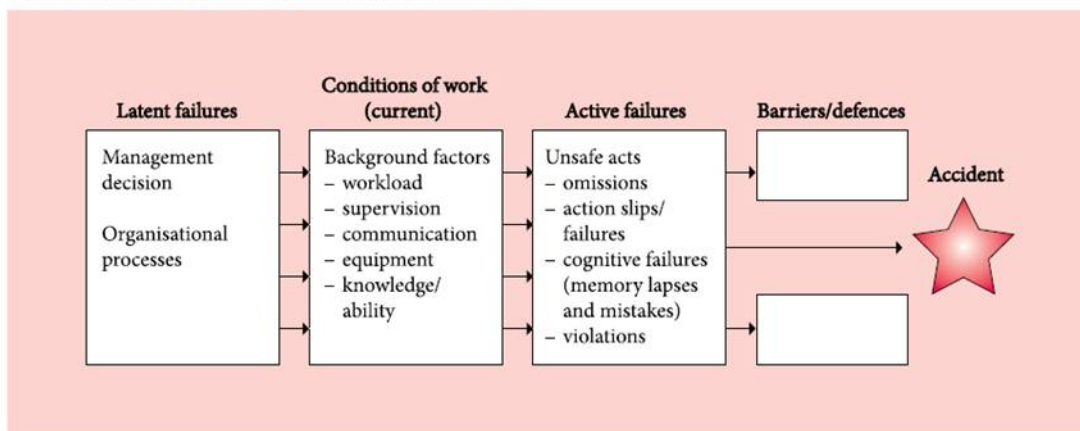 Latent failures
Management
decision
Organisational
processes
Conditions of work
(current)
Background factors
– workload
– supervision
– communication
– equipment
– knowledge/
ability
Active failures
Unsafe acts
– omissions
– action slips/
failures
– cognitive failures
(memory lapses
and mistakes)
– violations
Barriers/defences
Accident